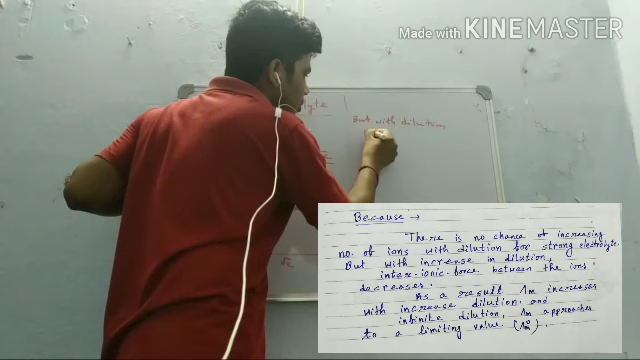 Made with KINEMASTER
lyte
But with dilution,
√c
Because →
There is no chance of increasing
no. of ions with dilution for strong electrolyte.
But with increase in dilution,
inter-ionic force between the ions
decreases.
As a result Λm increases
with increase dilution. and
infinite dilution, Λm approaches
to a limiting value. (Λ°m).